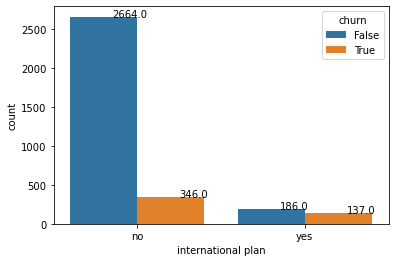 2664.0
churn
False
True
2500
2000
1500
1000
500
0
346.0
186.0
137.0
no
yes
count
international plan